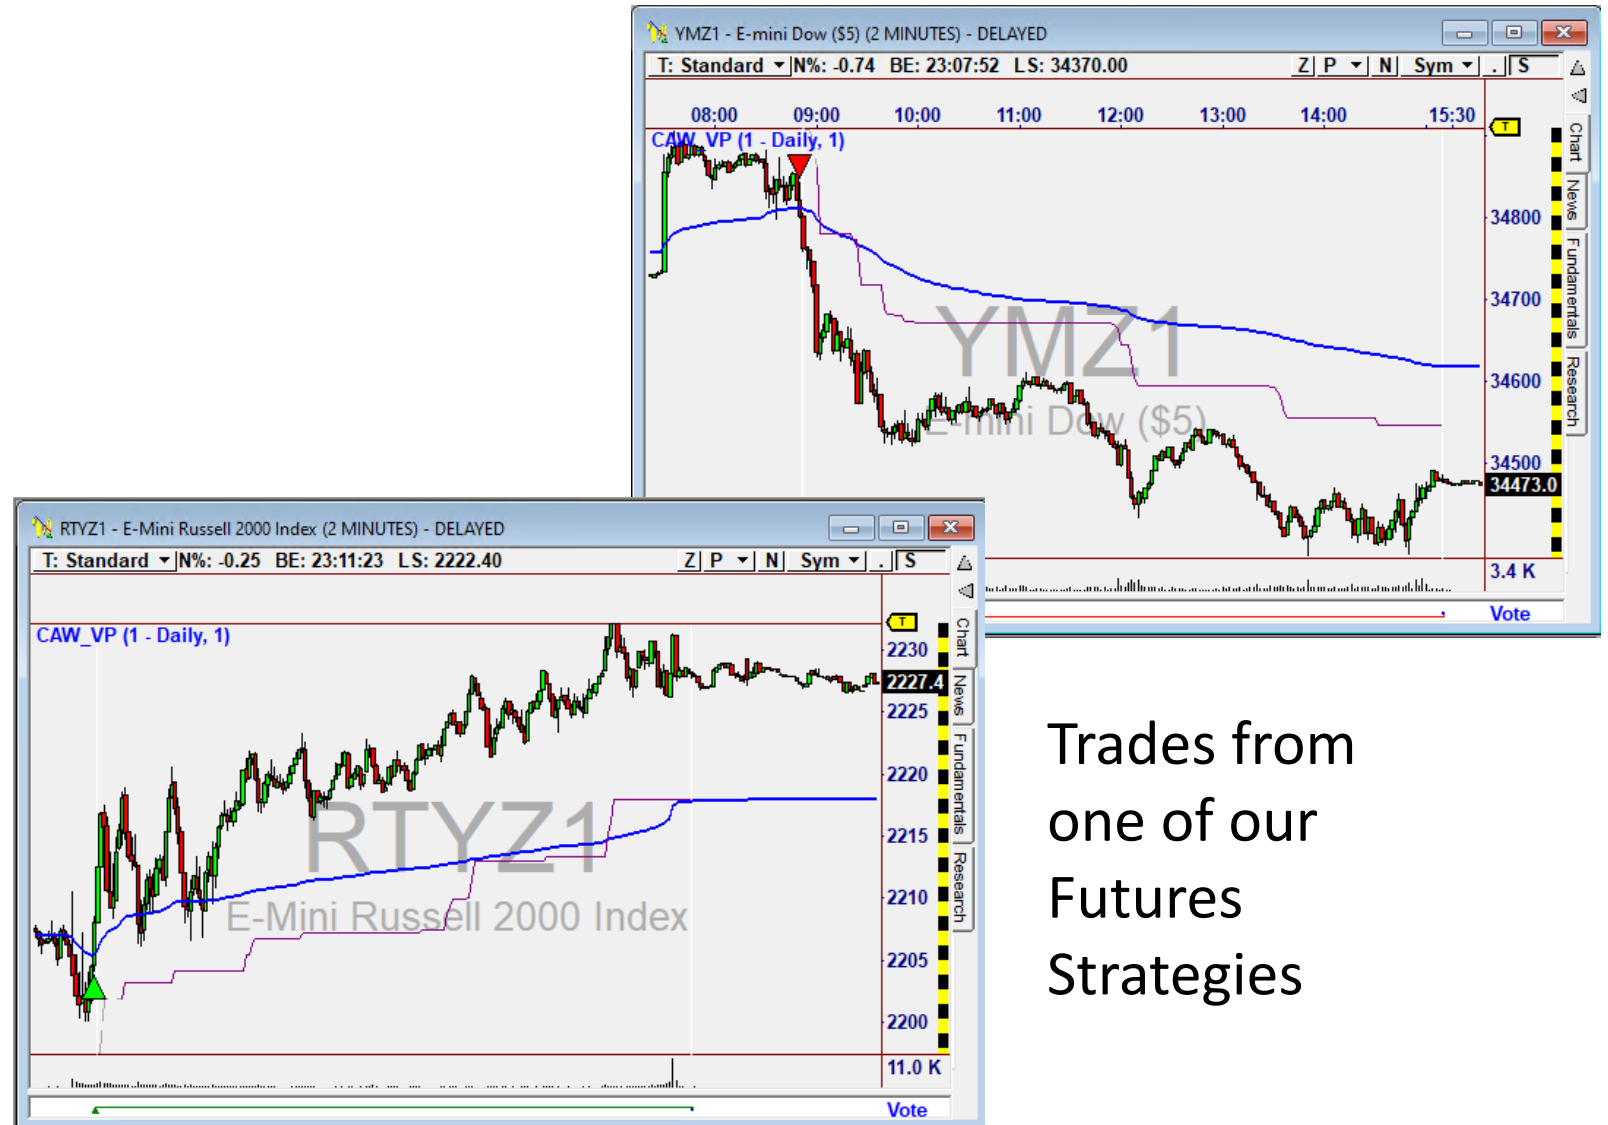 YMZ1 - E-mini Dow ($5) (2 MINUTES) - DELAYED
T: Standard N%: -0.74 BE: 23:07:52 LS: 34370.00 Z P N Sym . S
08:00 09:00 10:00 11:00 12:00 13:00 14:00 15:30
CAW_VP (1 - Daily, 1)
T
34800
34700
34600
34500
34473.0
3.4 K
Vote
YMZ1
E-mini Dow ($5)
Chart
News
Fundamentals
Research
RTYZ1 - E-Mini Russell 2000 Index (2 MINUTES) - DELAYED
T: Standard N%: -0.25 BE: 23:11:23 LS: 2222.40 Z P N Sym . S
CAW_VP (1 - Daily, 1)
T
2230
2227.4
2225
2220
2215
2210
2205
2200
11.0 K
Vote
RTYZ1
E-Mini Russell 2000 Index
Chart
News
Fundamentals
Research
Trades from
one of our
Futures
Strategies